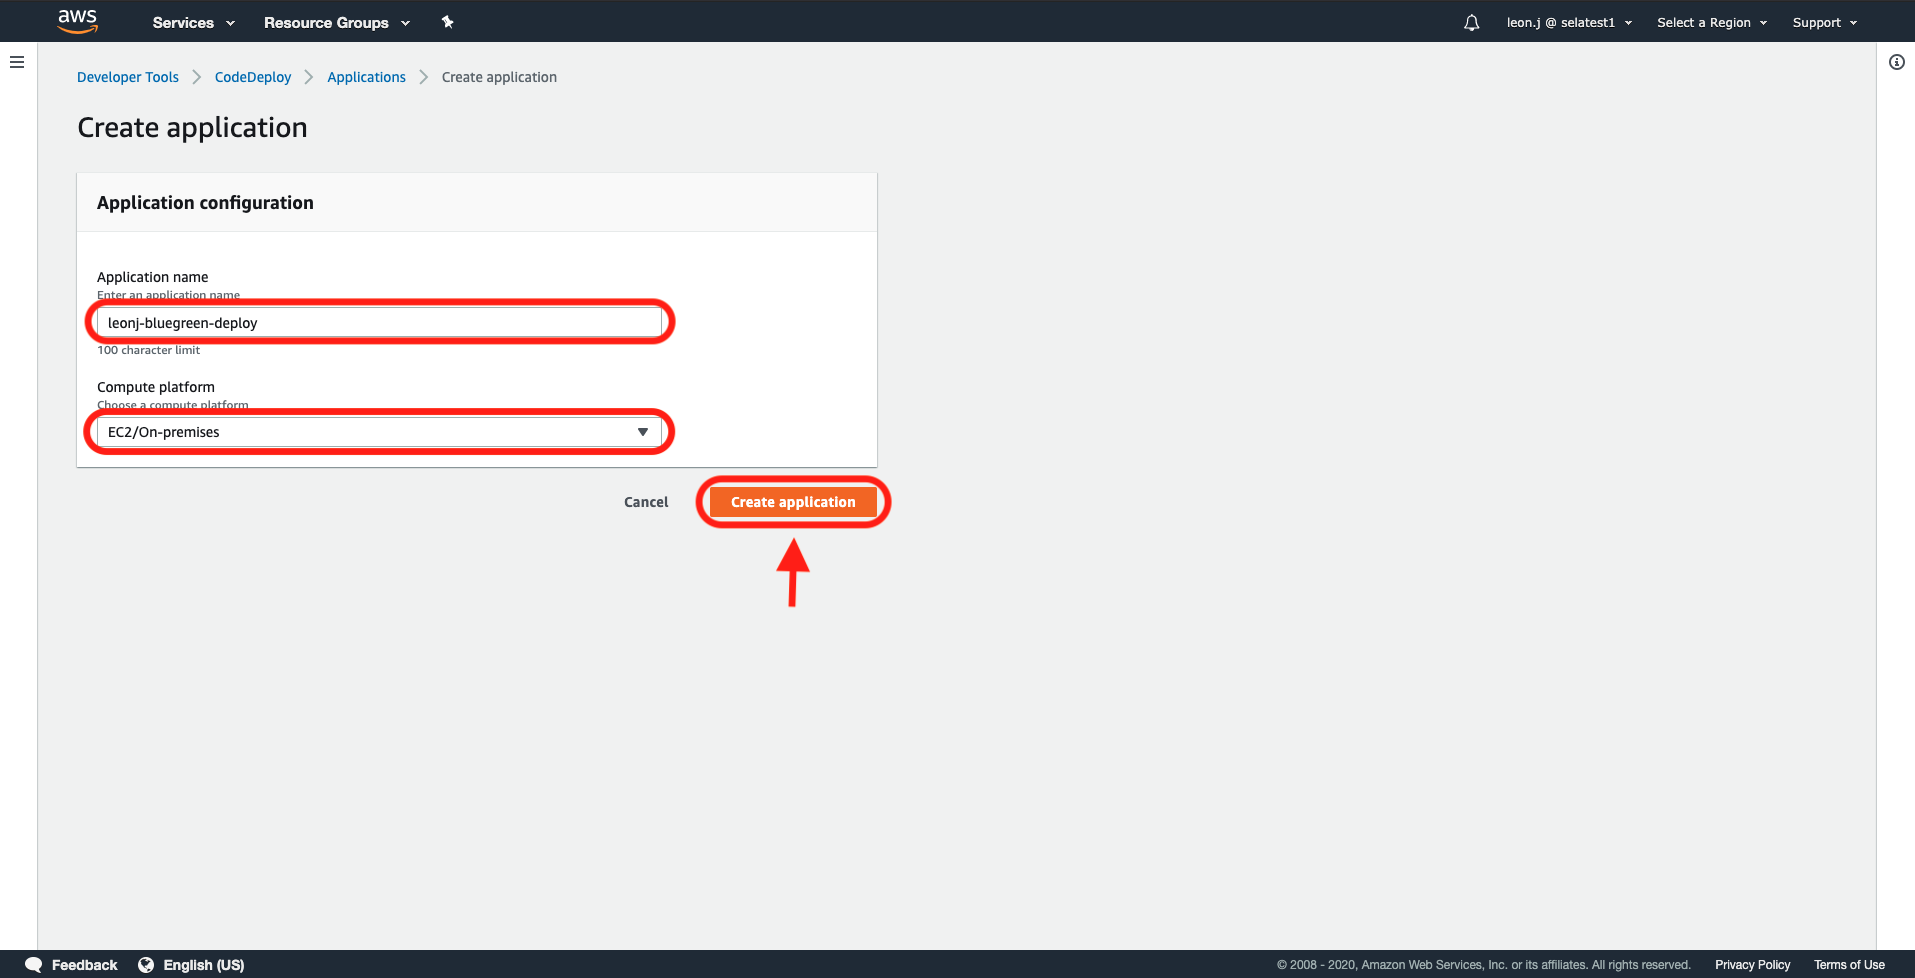 aws Services Resource Groups leon.j @ selatest1 Select a Region Support
Developer Tools CodeDeploy Applications Create application
Create application
Application configuration
Application name
Enter an application name
leonj-bluegreen-deploy
100 character limit
Compute platform
Choose a compute platform
EC2/On-premises
Cancel Create application
Feedback English (US) © 2008 - 2020, Amazon Web Services, Inc. or its affiliates. All rights reserved. Privacy Policy Terms of Use